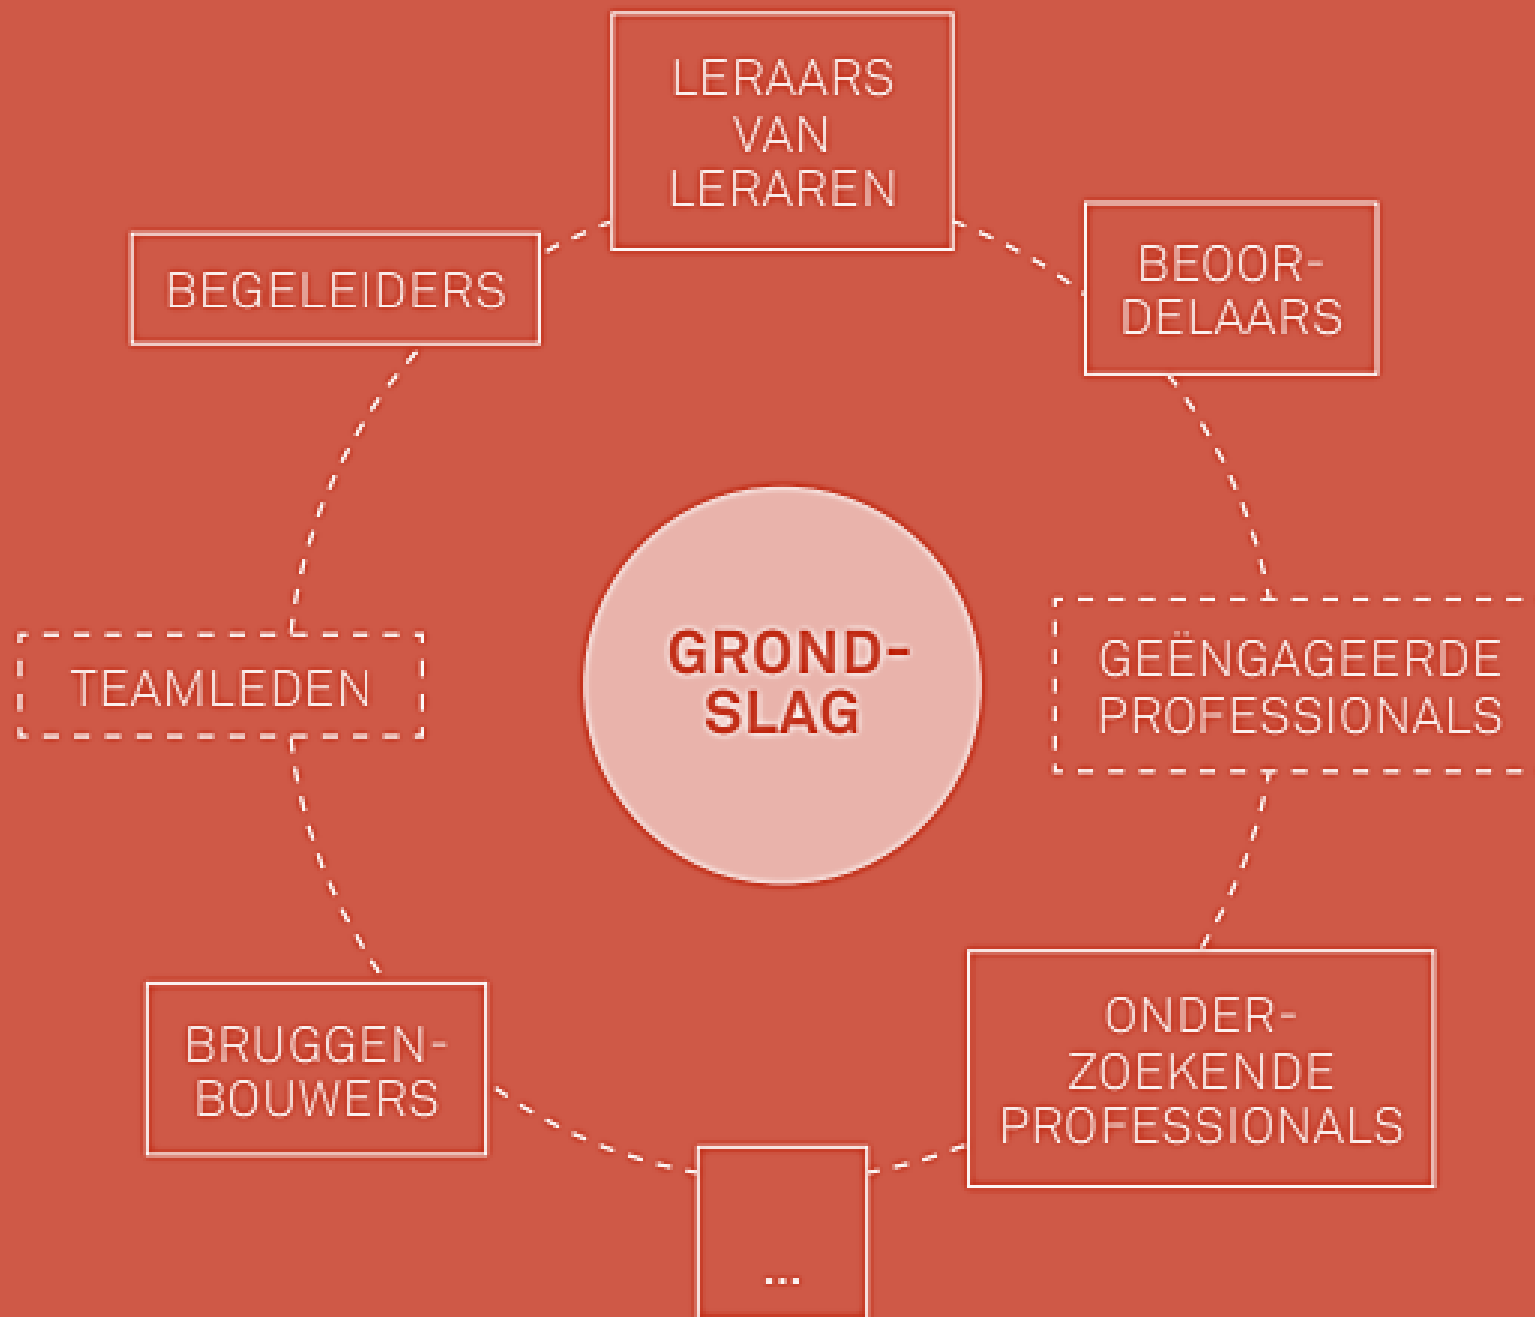 LERAARS
VAN
LERAREN
BEGELEIDERS
BEOOR-
DELAARS
GROND-
SLAG
TEAMLEDEN
GEËNGAGEERDE
PROFESSIONALS
BRUGGEN-
BOUWERS
ONDER-
ZOEKENDE
PROFESSIONALS
...